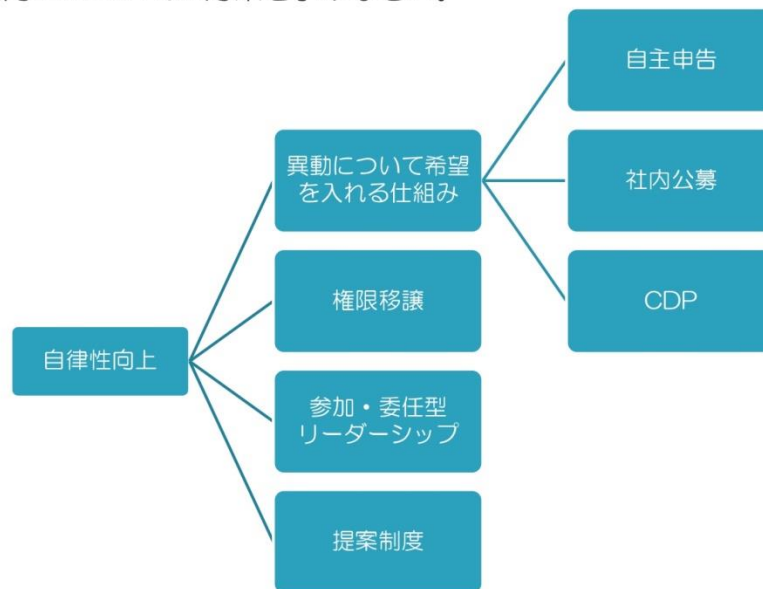 自律性向上
異動について希望
を入れる仕組み
自主申告
社内公募
CDP
権限移譲
参加・委任型
リーダーシップ
提案制度